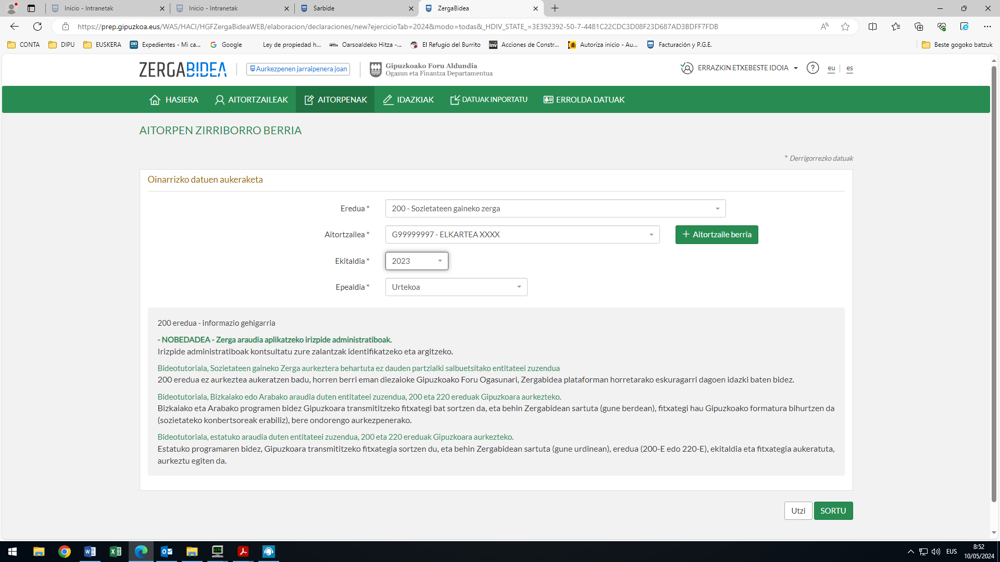 Inicio - Intranetak
Inicio - Intranetak
Sarbide
ZergaBidea
https://prep.gipuzkoa.eus/WAS/HACI/HGFZergaBideaWEB/elaboracion/declaraciones/new?ejercicioTab=2024&modo=todas&_HDIV_STATE_=3E392392-50-7-4481C22CDC3D08F23D687AD3BDFF7FDB
CONTA
DIPU
EUSKERA
Expedientes - Mi ca...
Google
Ley de propiedad h...
Oarsoaldeko Hitza -...
El Refugio del Burrito
Acciones de Constr...
Autoriza inicio - Au...
Facturación y P.G.E.
Beste gogoko batzuk
ZERGABIDEA
Aurkezpenen jarraipenera joan
Gipuzkoako Foru Aldundia
Ogasun eta Finantza Departamentua
ERRAZKIN ETXEBESTE IDOIA
?
eu | es
HASIERA
AITORTZAILEAK
AITORPENAK
IDAZKIAK
DATUAK INPORTATU
ERROLDA DATUAK
AITORPEN ZIRRIBORRO BERRIA
* Derrigorrezko datuak
Oinarrizko datuen aukeraketa
Eredua * 200 - Sozietateen gaineko zerga
Aitortzailea * G99999997 - ELKARTEA XXXX + Aitortzaile berria
Ekitaldia * 2023
Epealdia * Urtekoa
200 eredua - informazio gehigarria
- NOBEDADEA - Zerga araudia aplikatzeko irizpide administratiboak.
Irizpide administratiboak kontsultatu zure zalantzak identifikatzeko eta argitzeko.
Bideotutoriala, Sozietateen gaineko Zerga aurkeztera behartuta ez dauden partzialki salbuetsitako entitateei zuzendua
200 eredua ez aurkeztea aukeratzen badu, horren berri eman diezaioke Gipuzkoako Foru Ogasunari, Zergabidea plataforman horretarako eskuragarri dagoen idazki baten bidez.
Bideotutoriala, Bizkaiko edo Arabako araudia duten entitateei zuzendua, 200 eta 220 ereduak Gipuzkoara aurkezteko.
Bizkaiako eta Arabako programen bidez Gipuzkoara transmititzeko fitxategi bat sortzen da, eta behin Zergabidean sartuta (gune berdean), fitxategi hau Gipuzkoako formatura bihurtzen da
(sozietateko konbertsoreak erabiliz), bere ondorengo aurkezpenerako.
Bideotutoriala, estatuko araudia duten entitateei zuzendua, 200 eta 220 ereduak Gipuzkoara aurkezteko.
Estatuko programaren bidez, Gipuzkoara transmititzeko fitxategia sortzen du, eta behin Zergabidean sartuta (gune urdinean), eredua (200-E edo 220-E), ekitaldia eta fitxategia aukeratuta,
aurkeztu egiten da.
Utzi
SORTU
EUS
8:52
10/05/2024